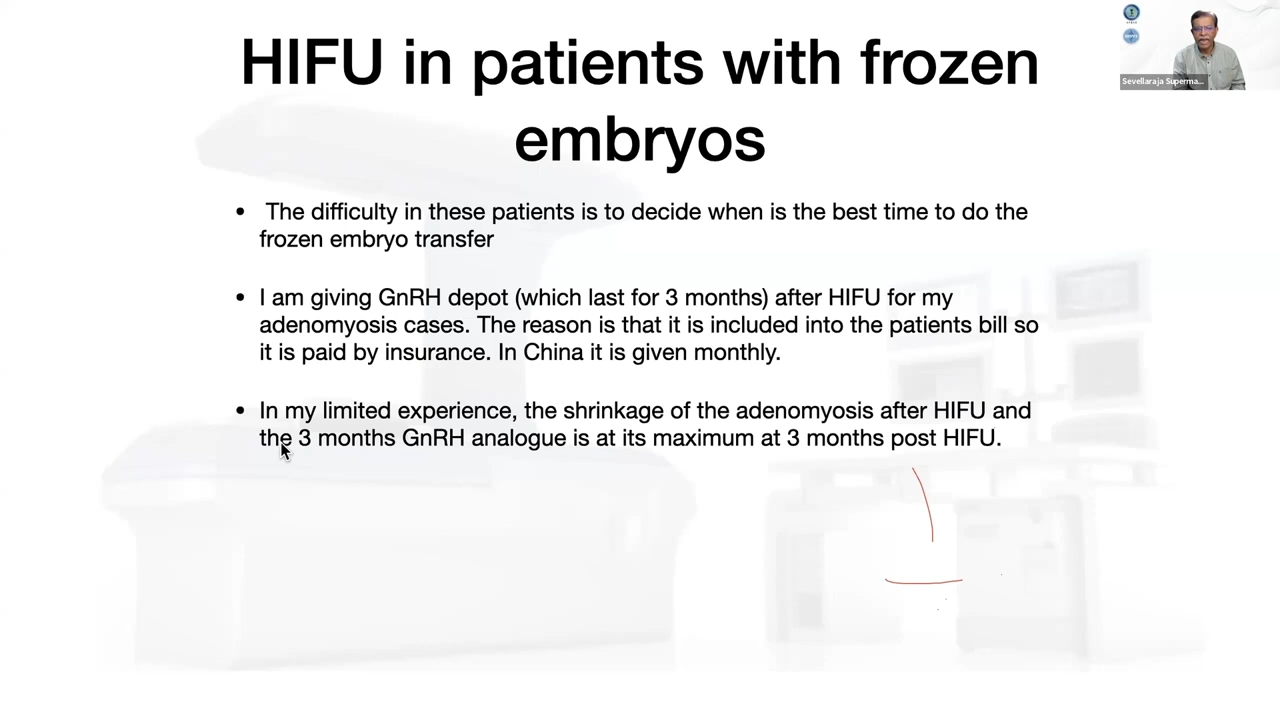 HIFU in patients with frozen
embryos
• The difficulty in these patients is to decide when is the best time to do the
frozen embryo transfer
• I am giving GnRH depot (which last for 3 months) after HIFU for my
adenomyosis cases. The reason is that it is included into the patients bill so
it is paid by insurance. In China it is given monthly.
• In my limited experience, the shrinkage of the adenomyosis after HIFU and
the 3 months GnRH analogue is at its maximum at 3 months post HIFU.
Sevellaraja Superma...